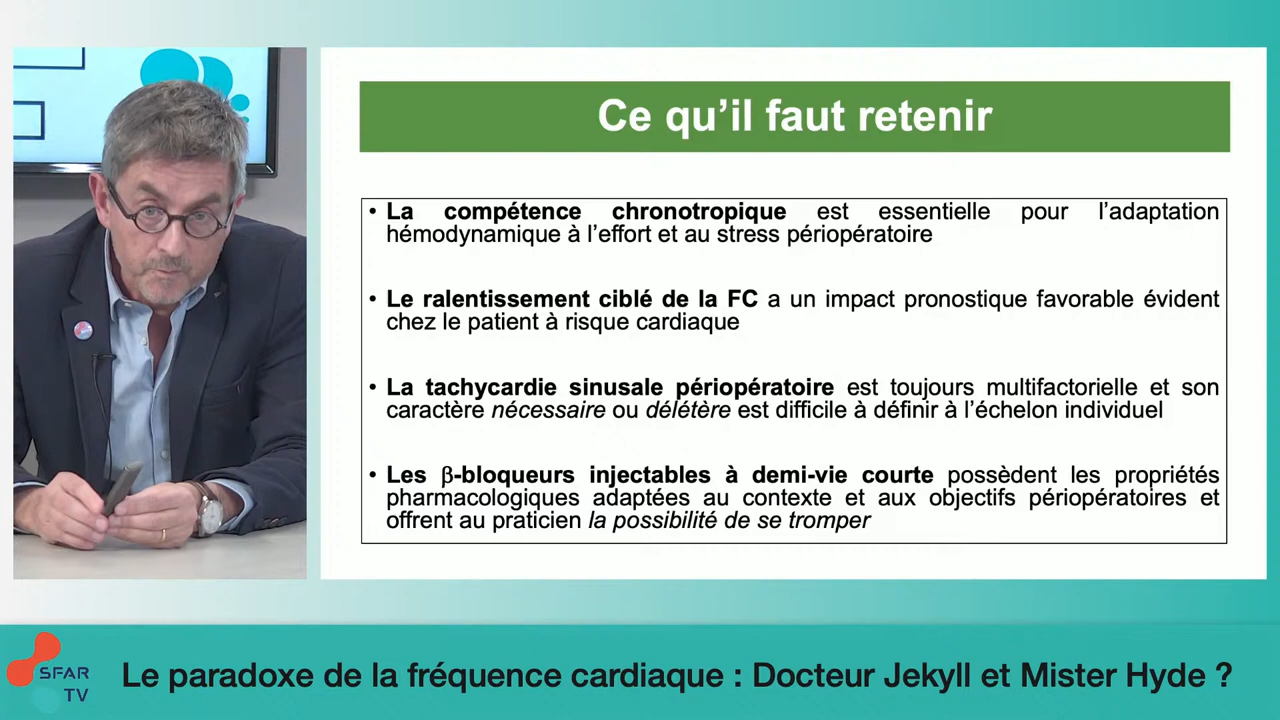 Ce qu’il faut retenir
• La compétence chronotropique est essentielle pour l’adaptation
hémodynamique à l’effort et au stress périopératoire
• Le ralentissement ciblé de la FC a un impact pronostique favorable évident
chez le patient à risque cardiaque
• La tachycardie sinusale périopératoire est toujours multifactorielle et son
caractère nécessaire ou délétère est difficile à définir à l’échelon individuel
• Les β-bloqueurs injectables à demi-vie courte possèdent les propriétés
pharmacologiques adaptées au contexte et aux objectifs périopératoires et
offrent au praticien la possibilité de se tromper
SFAR
TV
Le paradoxe de la fréquence cardiaque : Docteur Jekyll et Mister Hyde ?